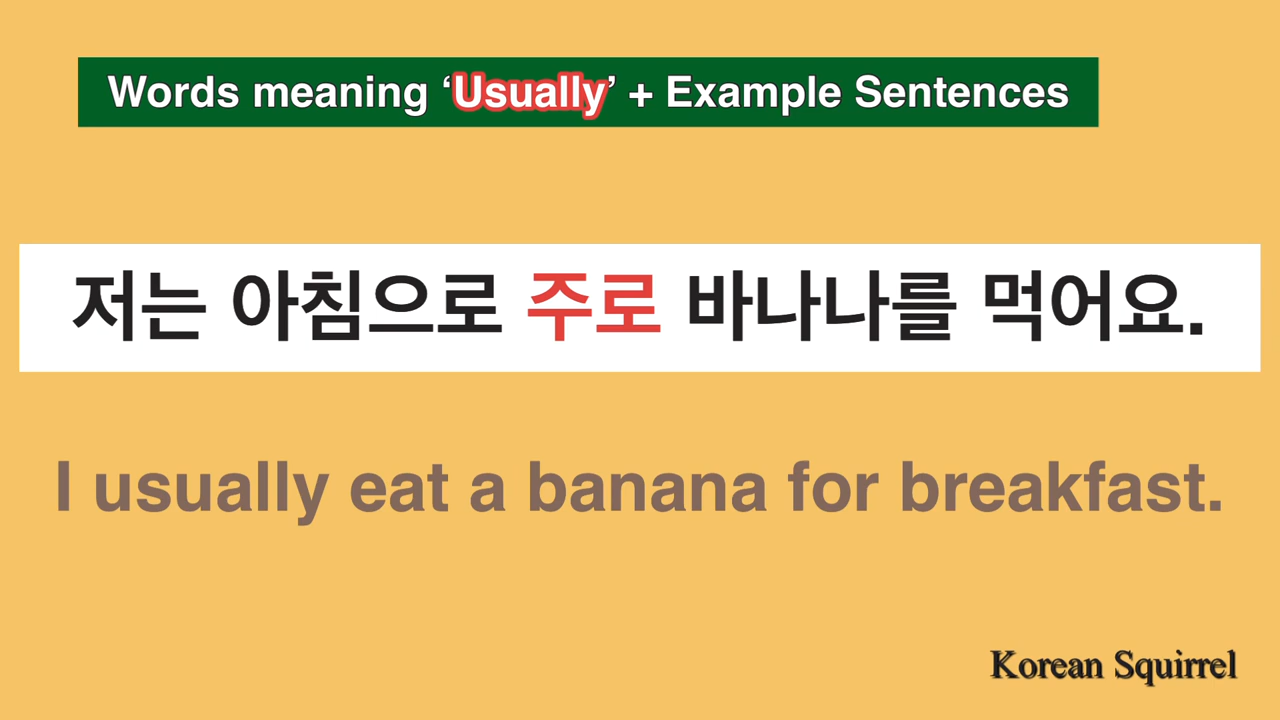 Words meaning ‘Usually’ + Example Sentences
저는 아침으로 주로 바나나를 먹어요.
I usually eat a banana for breakfast.
Korean Squirrel